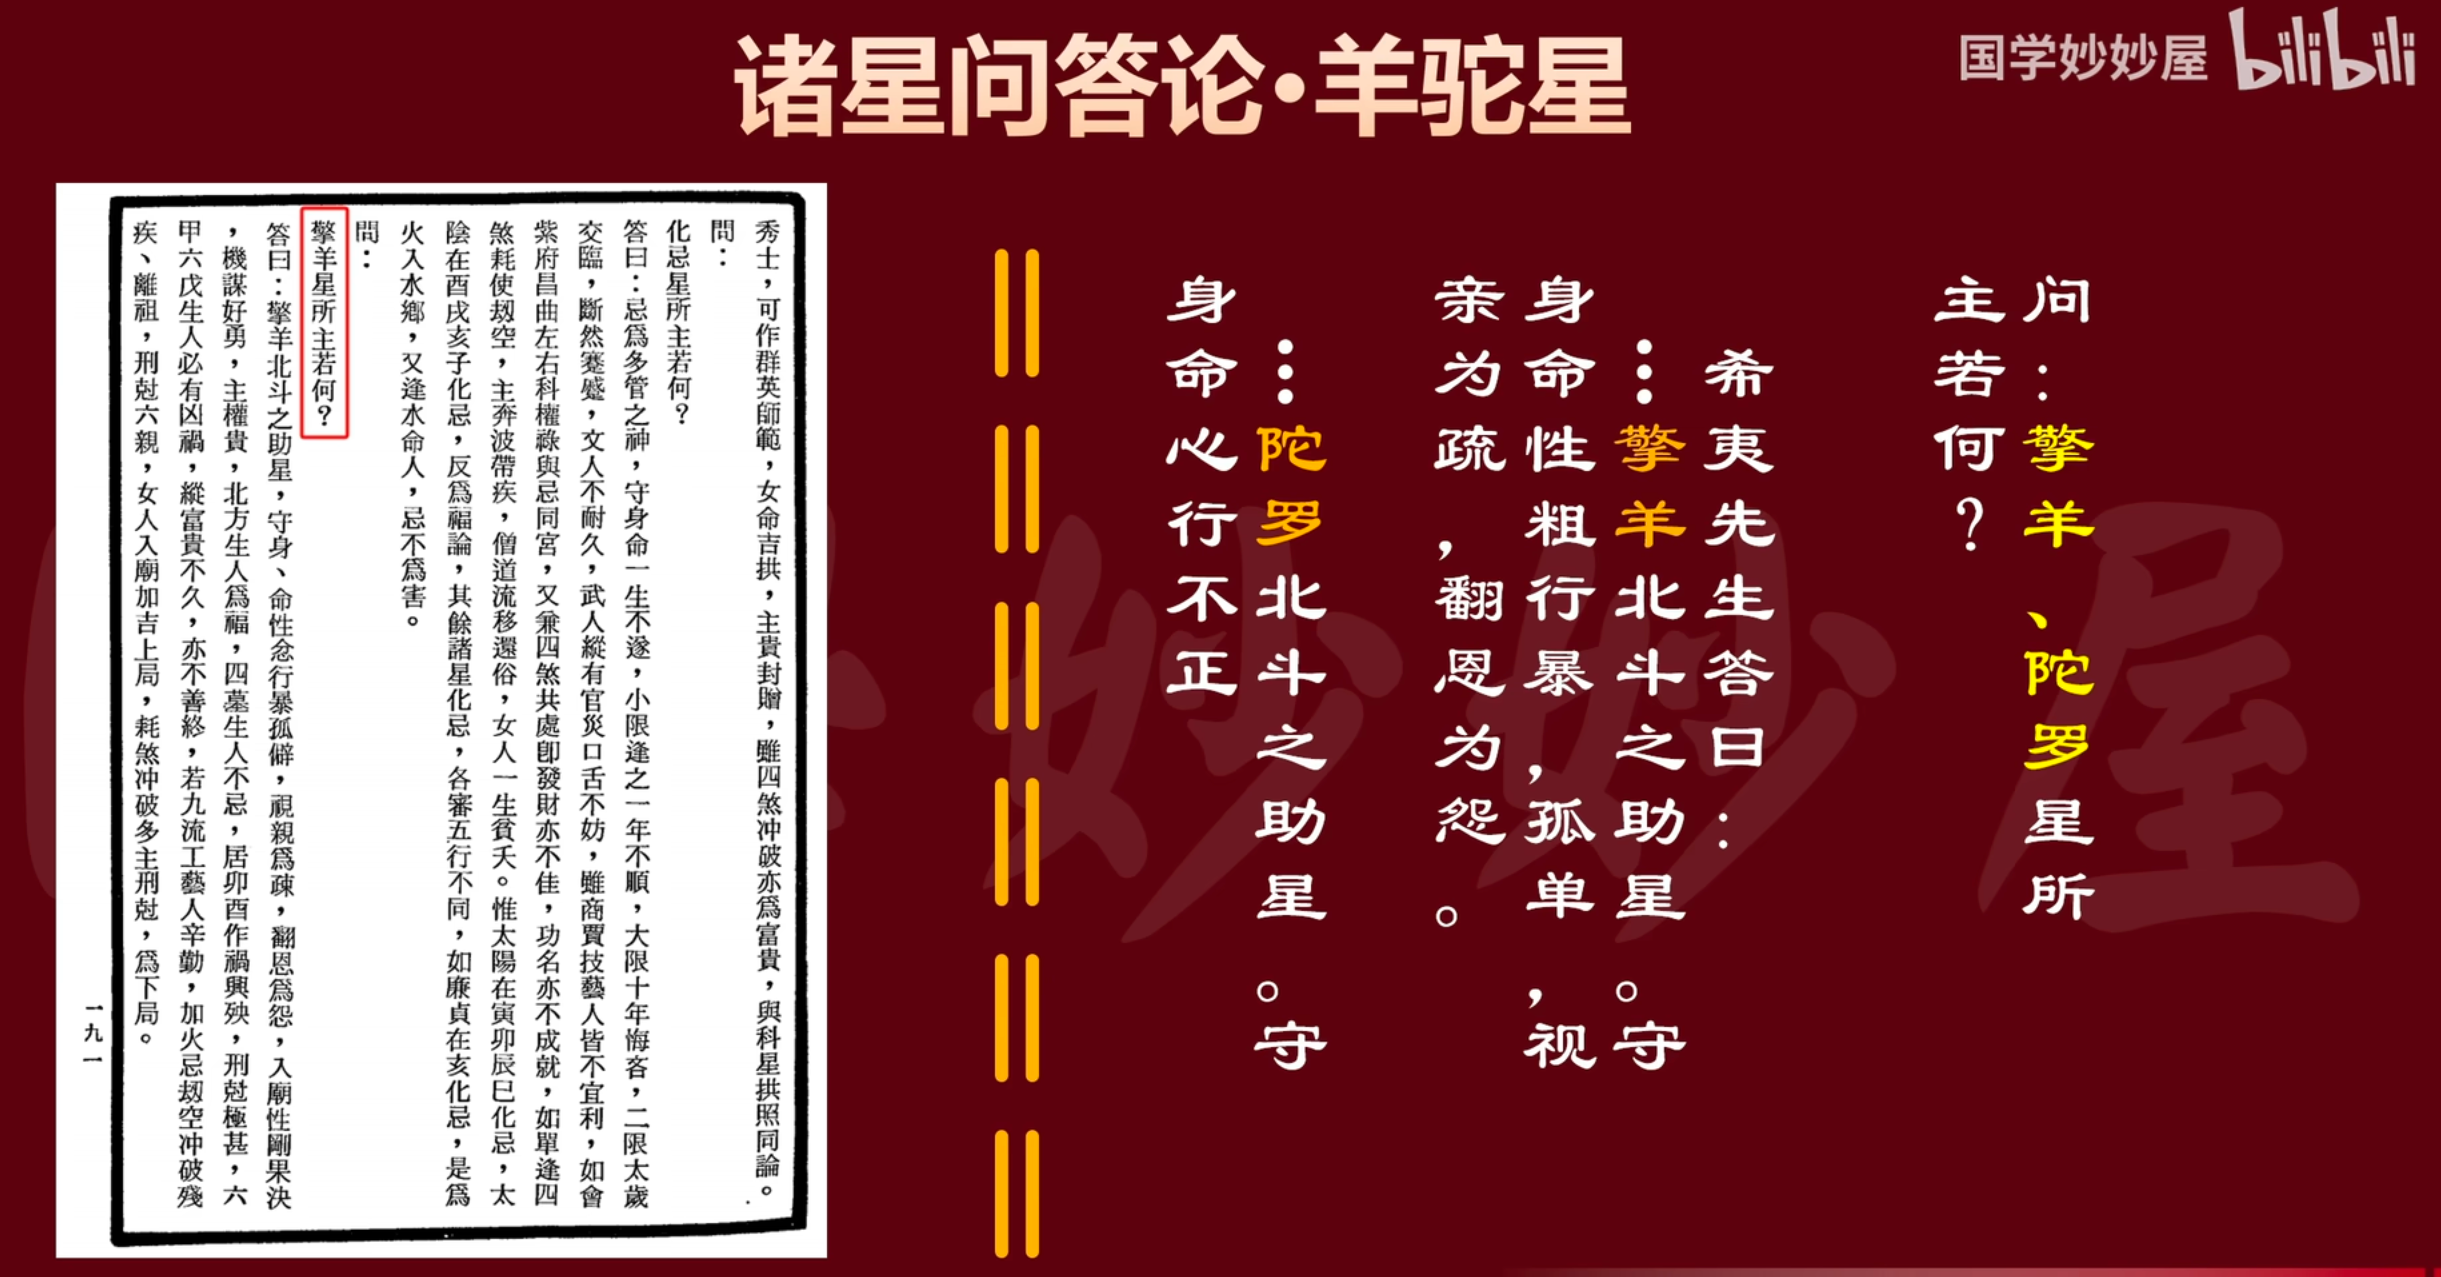 诸星问答论·羊驼星
国学妙妙屋 bilibili
问：擎羊、陀罗星所
主若何？
希夷先生答曰：
…擎羊北斗之助星。守
身命性粗行暴，孤单，视
亲为疏，翻恩为怨。
…陀罗北斗之助星。守
身命心行不正
秀士，可作群英師範，女命吉拱，主貴封贈，雖四煞冲破亦爲富貴，與科星拱照同論。
問：
化忌星所主若何？
答曰：忌爲多管之神，守身命一生不遂，小限逢之一年不順，大限十年悔吝，二限太歲
交臨，斷然蹇蹙，文人不耐久，武人縱有官災口舌不妨，雖商賈技藝人皆不宜利，如會
紫府昌曲左右科權祿與忌同宮，又兼四煞共處卽發財亦不佳，功名亦不成就，如單逢四
煞耗使刼空，主奔波帶疾，僧道流移還俗，女人一生貧夭。惟太陽在寅卯辰巳化忌，太
陰在酉戌亥子化忌，反爲福論，其餘諸星化忌，各審五行不同，如廉貞在亥化忌，是爲
火入水鄉，又逢水命人，忌不爲害。
問：
擎羊星所主若何？
答曰：擎羊北斗之助星，守身、命性忿行暴孤僻，視親爲疎，翻恩爲怨，入廟性剛果決
，機謀好勇，主權貴，北方生人爲福，四墓生人不忌，居卯酉作禍興殃，刑尅極甚，六
甲六戊生人必有凶禍，縱富貴不久，亦不善終，若九流工藝人辛勤，加火忌刼空冲破殘
疾、離祖，刑尅六親，女人入廟加吉上局，耗煞冲破多主刑尅，爲下局。
一九一
妙妙屋